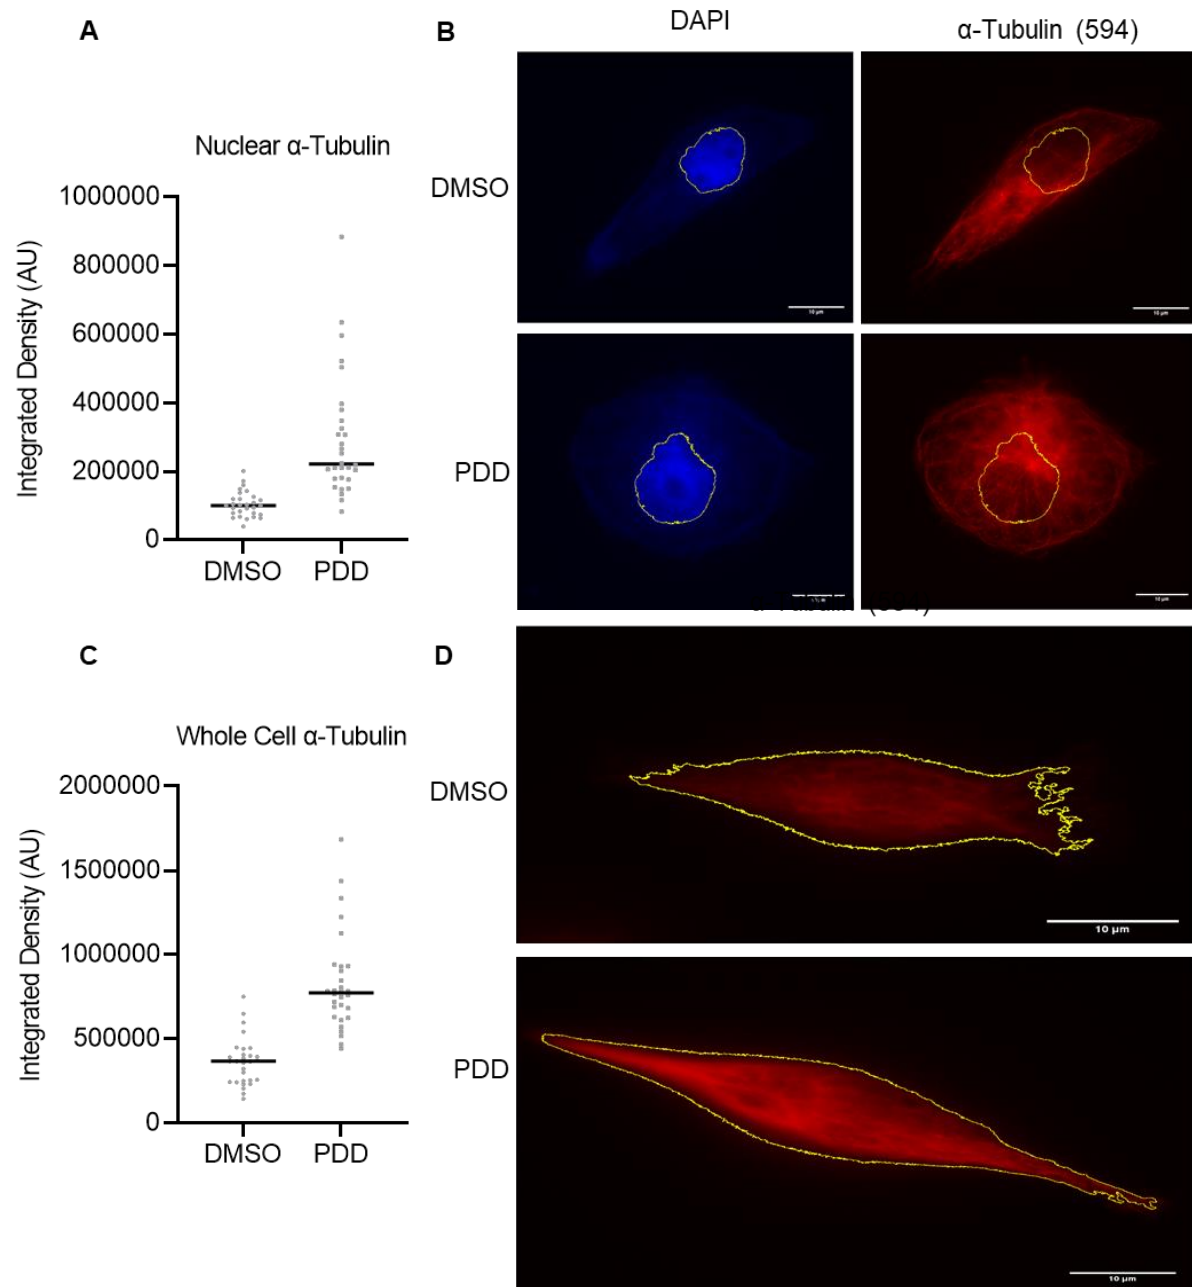 A
B
DAPI
α-Tubulin (594)
Nuclear α-Tubulin
1000000
800000
600000
400000
200000
0
Integrated Density (AU)
DMSO
PDD
DMSO
10 µm
10 µm
PDD
10 µm
(594)
C
D
Whole Cell α-Tubulin
2000000
1500000
1000000
500000
0
Integrated Density (AU)
DMSO
PDD
DMSO
10 µm
PDD
10 µm